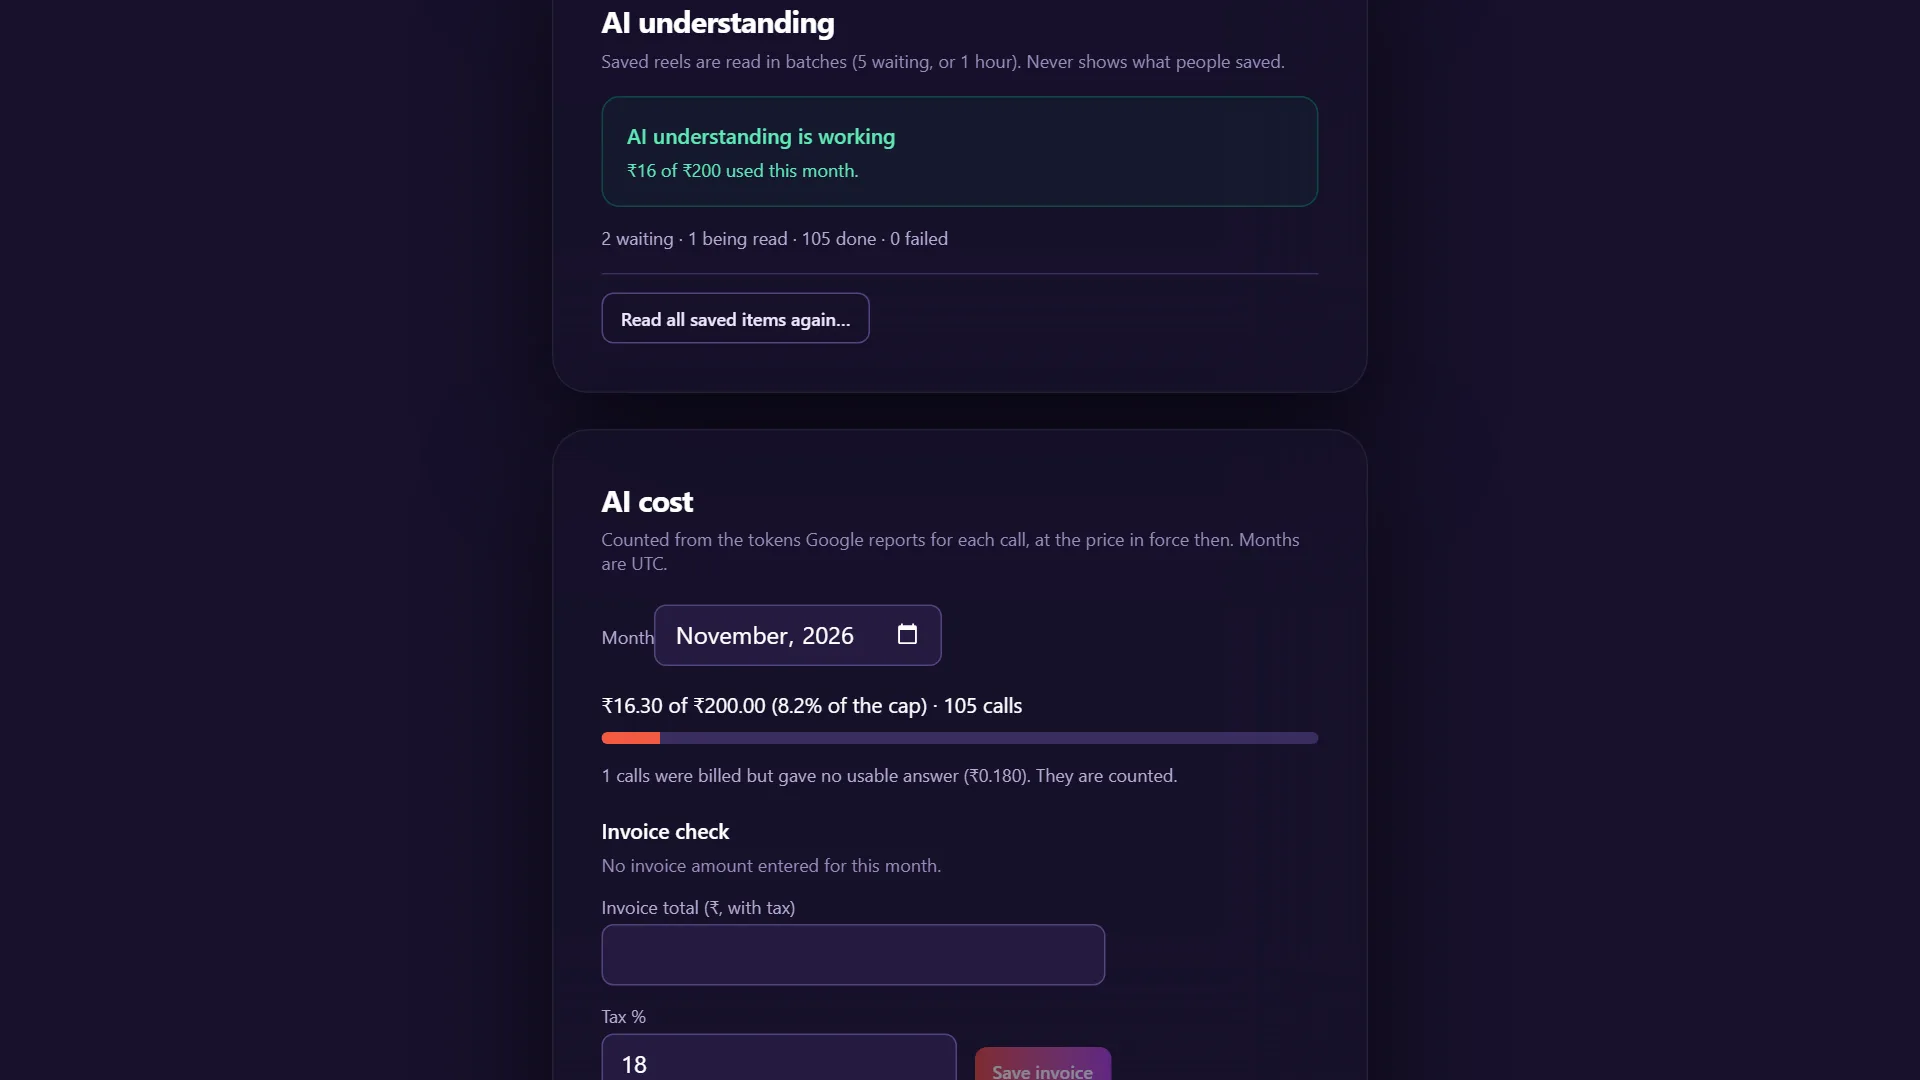 AI understanding
Saved reels are read in batches (5 waiting, or 1 hour). Never shows what people saved.
AI understanding is working
₹16 of ₹200 used this month.
2 waiting · 1 being read · 105 done · 0 failed
Read all saved items again...
AI cost
Counted from the tokens Google reports for each call, at the price in force then. Months
are UTC.
Month November, 2026
₹16.30 of ₹200.00 (8.2% of the cap) · 105 calls
1 calls were billed but gave no usable answer (₹0.180). They are counted.
Invoice check
No invoice amount entered for this month.
Invoice total (₹, with tax)
Tax %
18
Save invoice